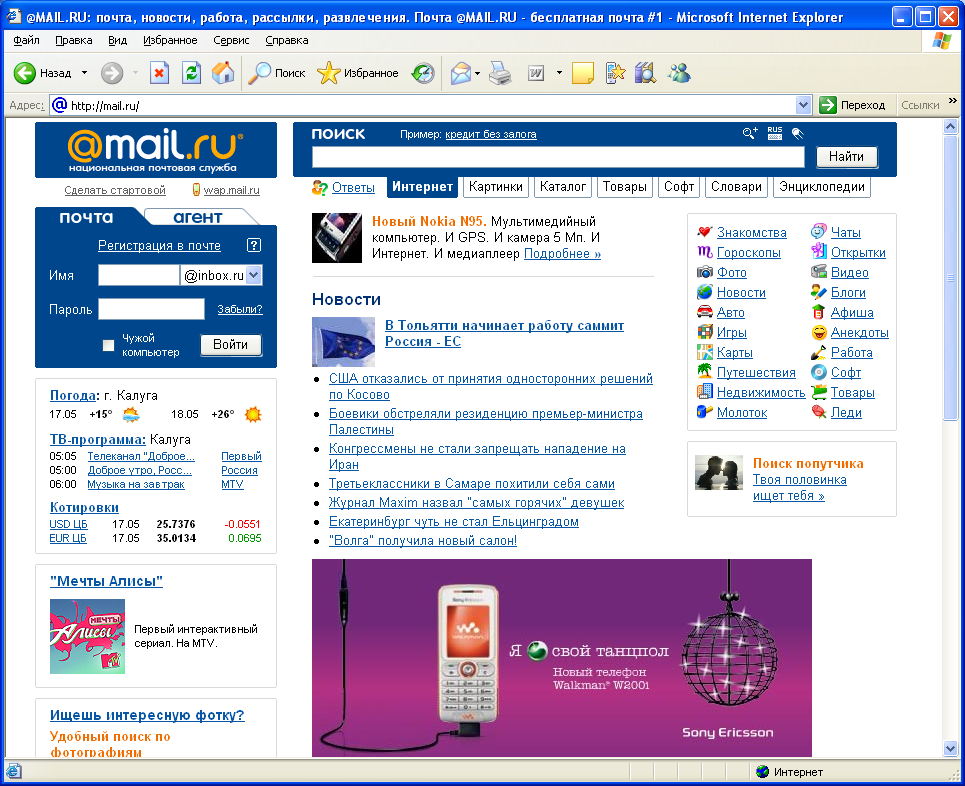 @MAIL.RU: почта, новости, работа, рассылки, развлечения. Почта @MAIL.RU - бесплатная почта #1 - Microsoft Internet Explorer
Файл Правка Вид Избранное Сервис Справка
Назад Поиск Избранное
Адрес: http://mail.ru/ Переход Ссылки »
@mail.ru®
национальная почтовая служба
Сделать стартовой wap.mail.ru
почта агент
Регистрация в почте ?
Имя @inbox.ru
Пароль Забыли?
Чужой
компьютер
Войти
Погода: г. Калуга
17.05 +15° 18.05 +26°
ТВ-программа: Калуга
05:05 Телеканал "Доброе... Первый
05:00 Доброе утро, Росс... Россия
06:00 Музыка на завтрак MTV
Котировки
USD ЦБ 17.05 25.7376 -0.0551
EUR ЦБ 17.05 35.0134 0.0695
"Мечты Алисы"
МЕЧТЫ
Алисы
Первый интерактивный
сериал. На MTV.
Ищешь интересную фотку?
Удобный поиск по
фотографиям
ПОИСК Пример: кредит без залога RUS
Найти
Ответы Интернет Картинки Каталог Товары Софт Словари Энциклопедии
Новый Nokia N95. Мультимедийный
компьютер. И GPS. И камера 5 Мп. И
Интернет. И медиаплеер Подробнее »
Новости
В Тольятти начинает работу саммит
Россия - ЕС
США отказались от принятия односторонних решений
по Косово
Боевики обстреляли резиденцию премьер-министра
Палестины
Конгрессмены не стали запрещать нападение на
Иран
Третьеклассники в Самаре похитили себя сами
Журнал Maxim назвал "самых горячих" девушек
Екатеринбург чуть не стал Ельцинградом
"Волга" получила новый салон!
Sony Ericsson
WALKMAN
Я свой танцпол
Новый телефон
Walkman® W200i
Sony Ericsson
Знакомства Чаты
Гороскопы Открытки
Фото Видео
Новости Блоги
Авто Афиша
Игры Анекдоты
Карты Работа
Путешествия Софт
Недвижимость Товары
Молоток Леди
Поиск попутчика
Твоя половинка
ищет тебя »
Интернет